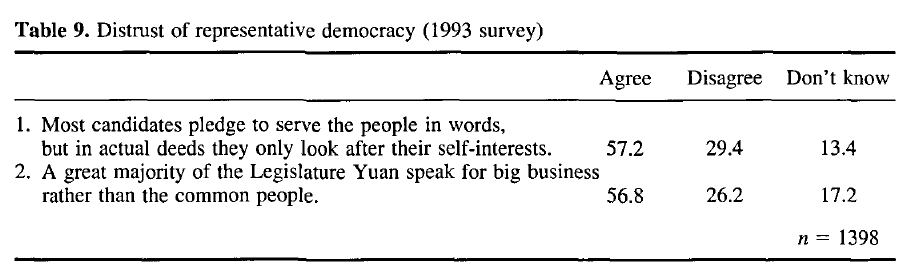 Table 9. Distrust of representative democracy (1993 survey)
Agree Disagree Don't know
1. Most candidates pledge to serve the people in words,
but in actual deeds they only look after their self-interests. 57.2 29.4 13.4
2. A great majority of the Legislature Yuan speak for big business
rather than the common people. 56.8 26.2 17.2
n = 1398